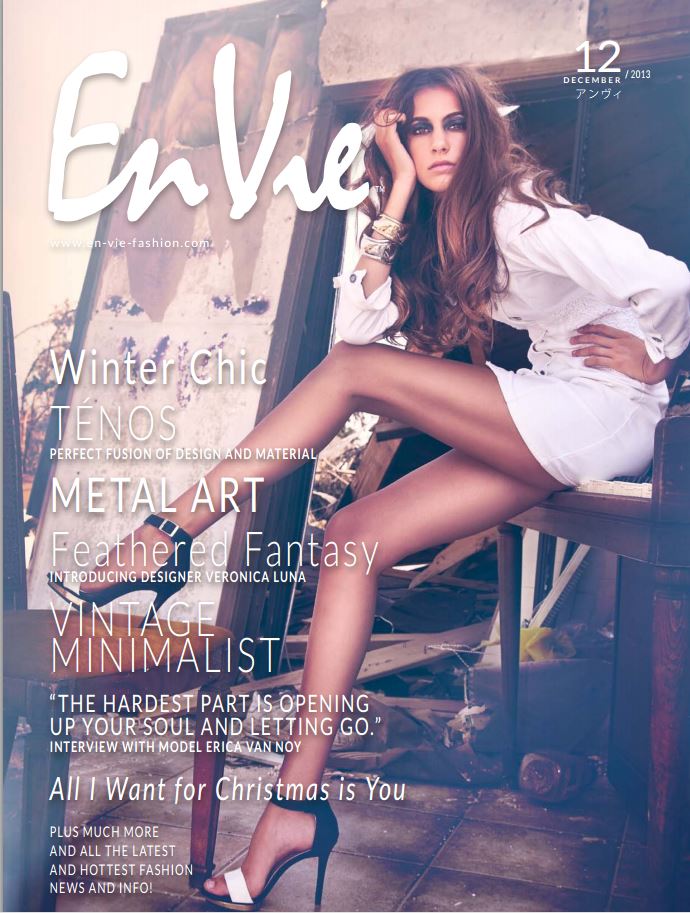 En Vie™
12
DECEMBER / 2013
アンヴィ
www.en-vie-fashion.com
Winter Chic
TÉNOS
PERFECT FUSION OF DESIGN AND MATERIAL
METAL ART
Feathered Fantasy
INTRODUCING DESIGNER VERONICA LUNA
VINTAGE
MINIMALIST
“THE HARDEST PART IS OPENING
UP YOUR SOUL AND LETTING GO.”
INTERVIEW WITH MODEL ERICA VAN NOY
All I Want for Christmas is You
PLUS MUCH MORE
AND ALL THE LATEST
AND HOTTEST FASHION
NEWS AND INFO!